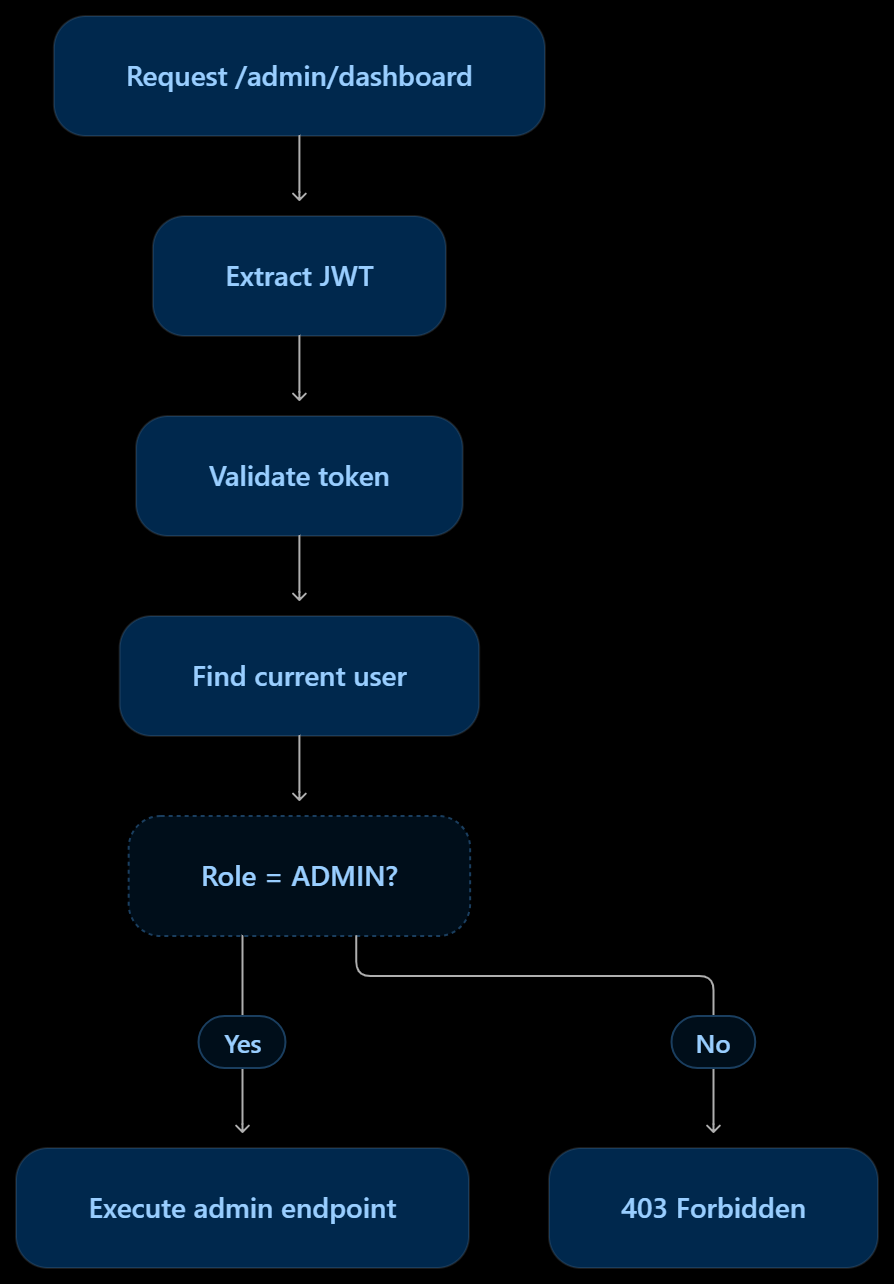 Request /admin/dashboard
Extract JWT
Validate token
Find current user
Role = ADMIN?
Yes
No
Execute admin endpoint
403 Forbidden